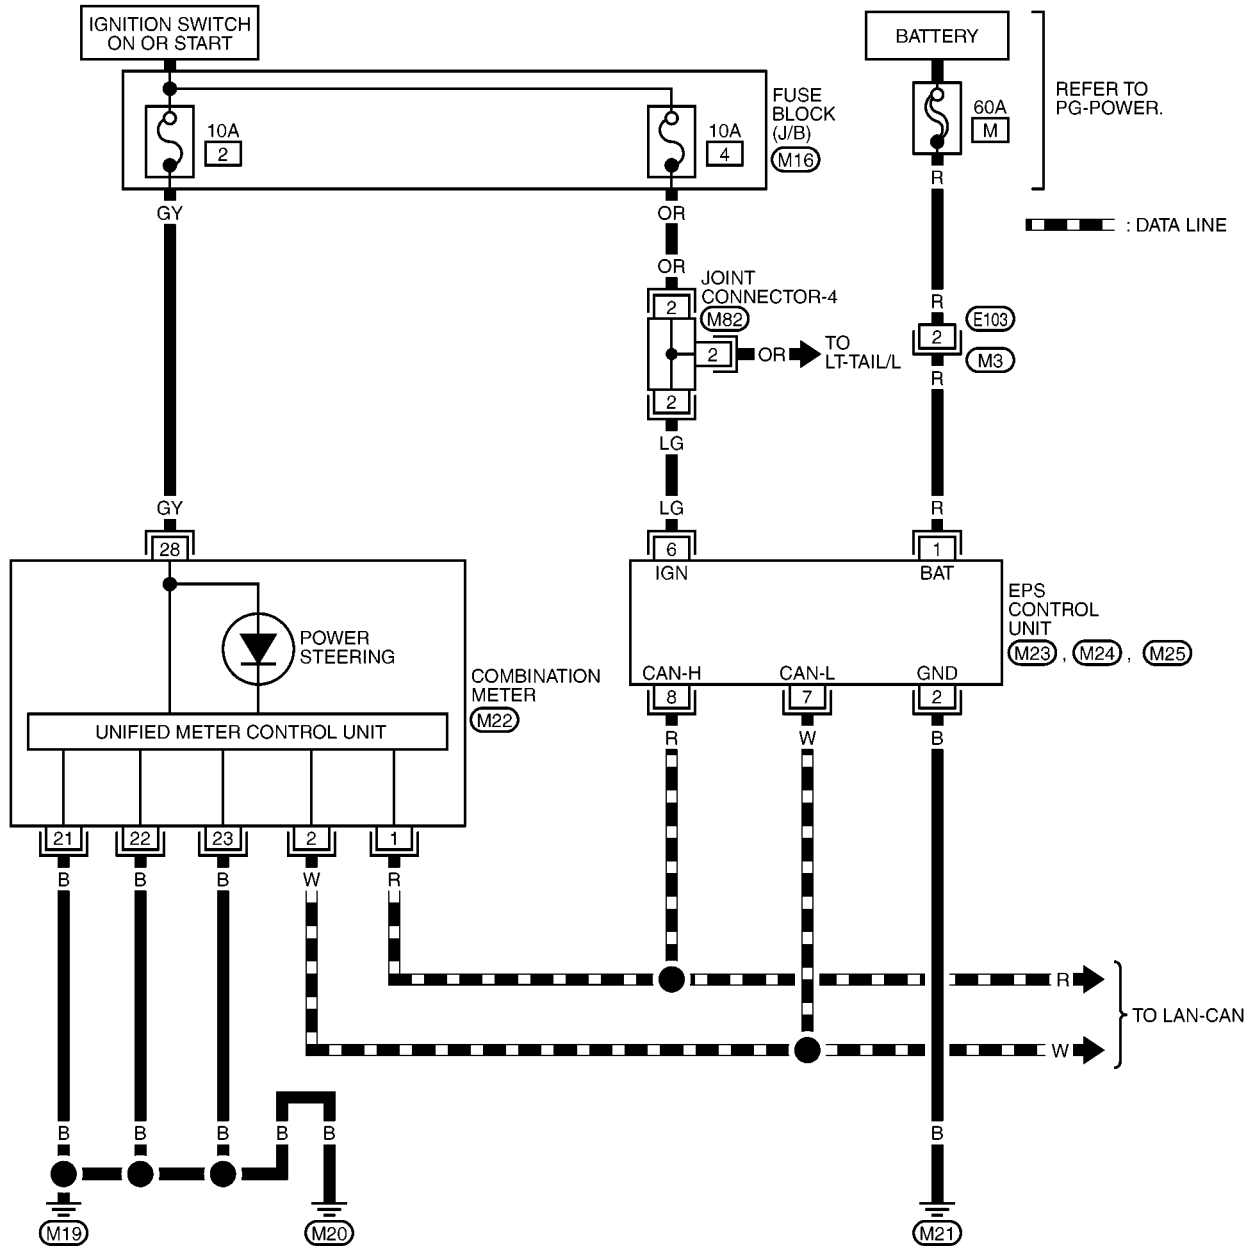 IGNITION SWITCH
ON OR START
BATTERY
REFER TO
PG-POWER.
FUSE
BLOCK
(J/B)
M16
10A
2
10A
4
60A
M
GY
OR
R
: DATA LINE
OR
JOINT
CONNECTOR-4
M82
2
2
OR
TO
LT-TAIL/L
2
R
E103
2
M3
R
LG
GY
LG
R
28
6
1
IGN
BAT
EPS
CONTROL
UNIT
M23 , M24 , M25
POWER
STEERING
COMBINATION
METER
M22
UNIFIED METER CONTROL UNIT
CAN-H
CAN-L
GND
8
7
2
R
W
B
21
22
23
2
1
B
B
B
W
R
R
TO LAN-CAN
W
B
B
B
B
B
B
M19
M20
M21